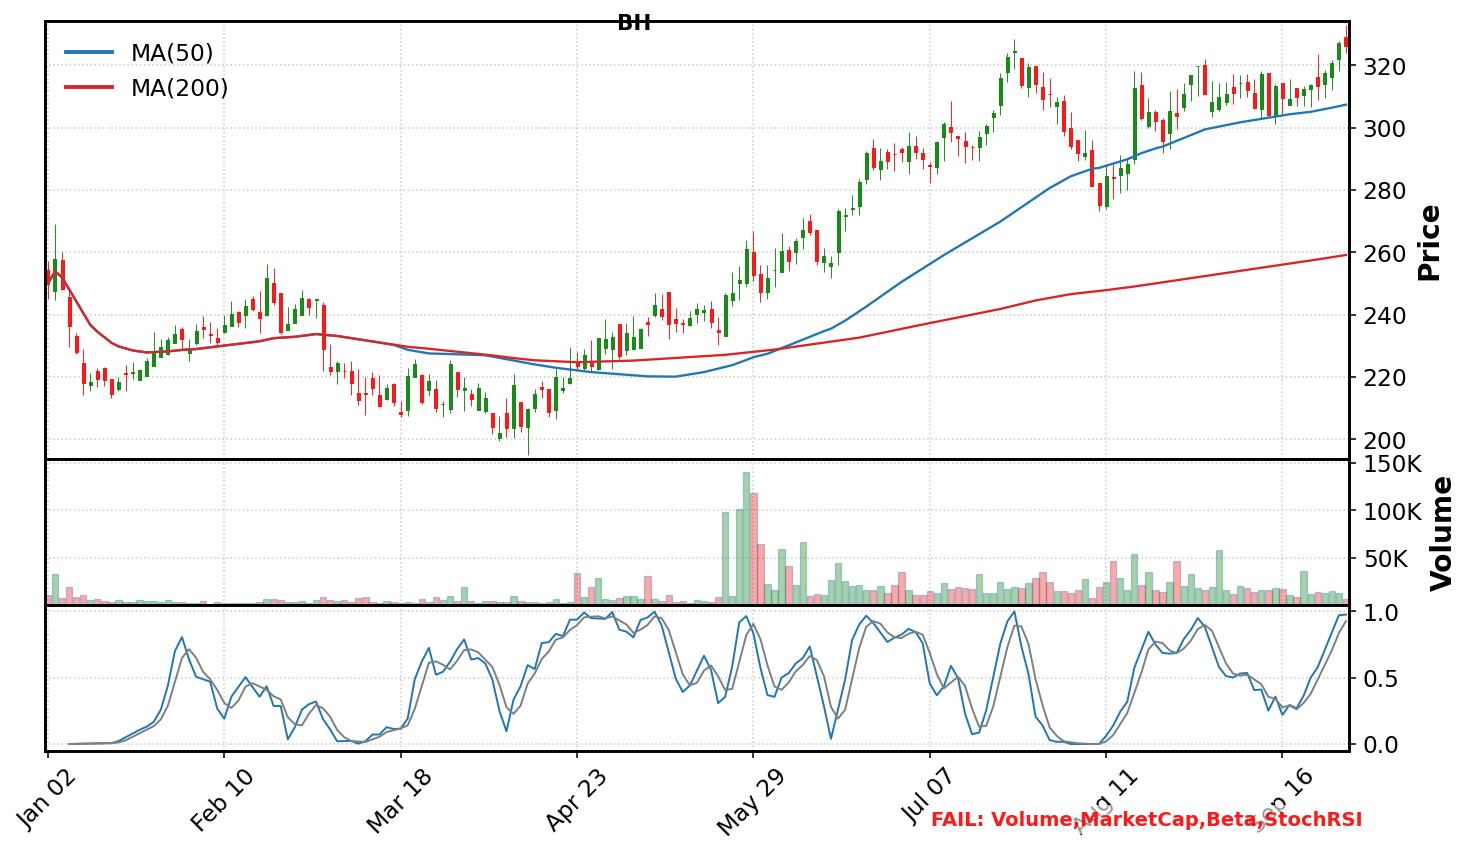 BH
MA(50)
MA(200)
320
300
280
260
240
220
200
Price
150K
100K
50K
Volume
1.0
0.5
0.0
Jan 02
Feb 10
Mar 18
Apr 23
May 29
Jul 07
Aug 11
Sep 16
FAIL: Volume,MarketCap,Beta,StochRSI